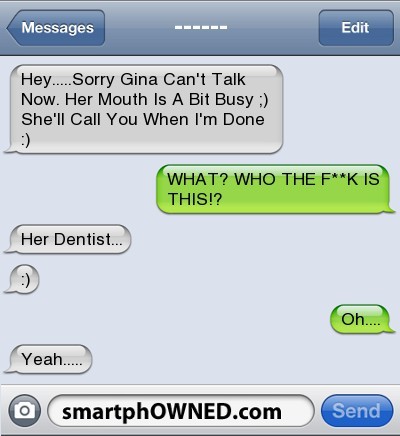 Messages
------
Edit
Hey.....Sorry Gina Can't Talk
Now. Her Mouth Is A Bit Busy ;)
She'll Call You When I'm Done
:)
WHAT? WHO THE F**K IS
THIS!?
Her Dentist...
:)
Oh....
Yeah.....
smartphOWNED.com
Send